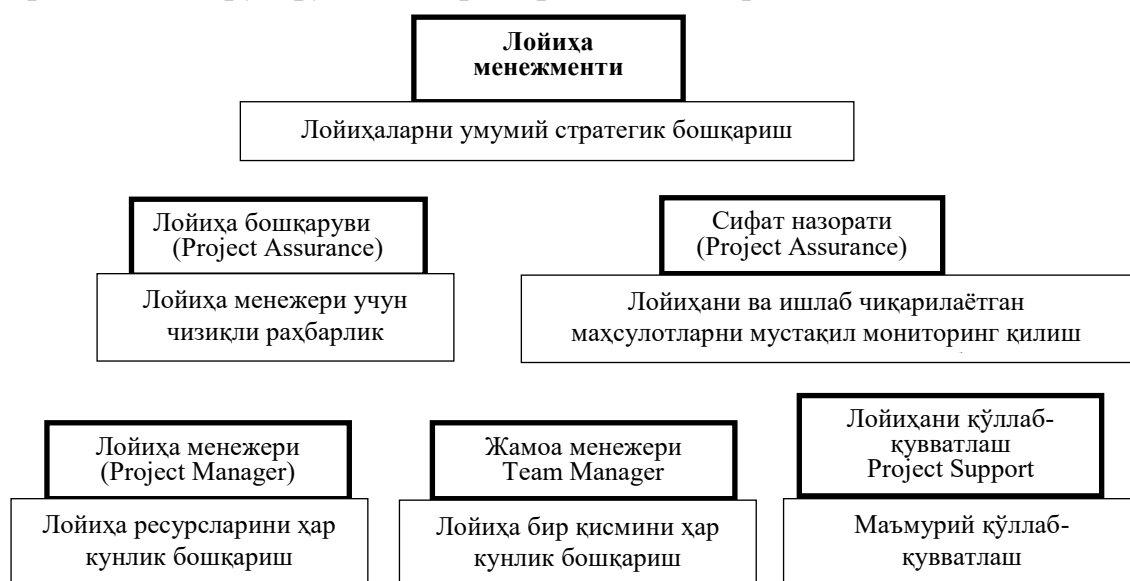 Лойиҳа
менежменти
Лойиҳаларни умумий стратегик бошқариш
Лойиҳа бошқаруви
(Project Assurance)
Лойиҳа менежери учун
чизиқли раҳбарлик
Сифат назорати
(Project Assurance)
Лойиҳани ва ишлаб чиқарилаётган
маҳсулотларни мустақил мониторинг қилиш
Лойиҳа менежери
(Project Manager)
Лойиҳа ресурсларини ҳар
кунлик бошқариш
Жамоа менежери
Team Manager
Лойиҳа бир қисмини ҳар
кунлик бошқариш
Лойиҳани қўллаб-
қувватлаш
Project Support
Маъмурий қўллаб-
қувватлаш